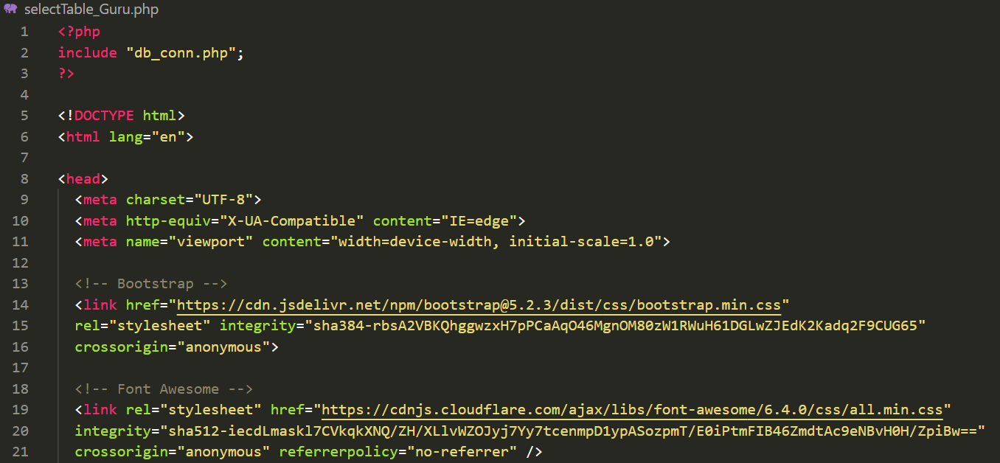 selectTable_Guru.php
1 <?php
2 include "db_conn.php";
3 ?>
4
5 <!DOCTYPE html>
6 <html lang="en">
7
8 <head>
9 <meta charset="UTF-8">
10 <meta http-equiv="X-UA-Compatible" content="IE=edge">
11 <meta name="viewport" content="width=device-width, initial-scale=1.0">
12
13 <!-- Bootstrap -->
14 <link href="https://cdn.jsdelivr.net/npm/bootstrap@5.2.3/dist/css/bootstrap.min.css"
15 rel="stylesheet" integrity="sha384-rbsA2VBKQhggwzxH7pPCaAqO46MgnOM80zW1RWuH61DGLwZJEdK2Kadq2F9CUG65"
16 crossorigin="anonymous">
17
18 <!-- Font Awesome -->
19 <link rel="stylesheet" href="https://cdnjs.cloudflare.com/ajax/libs/font-awesome/6.4.0/css/all.min.css"
20 integrity="sha512-iecdLmaskl7CVkqkXNQ/ZH/XLlvWZOJyj7Yy7tcenmpD1ypASozpmT/E0iPtmFIB46ZmdtAc9eNBvH0H/ZpiBw=="
21 crossorigin="anonymous" referrerpolicy="no-referrer" />